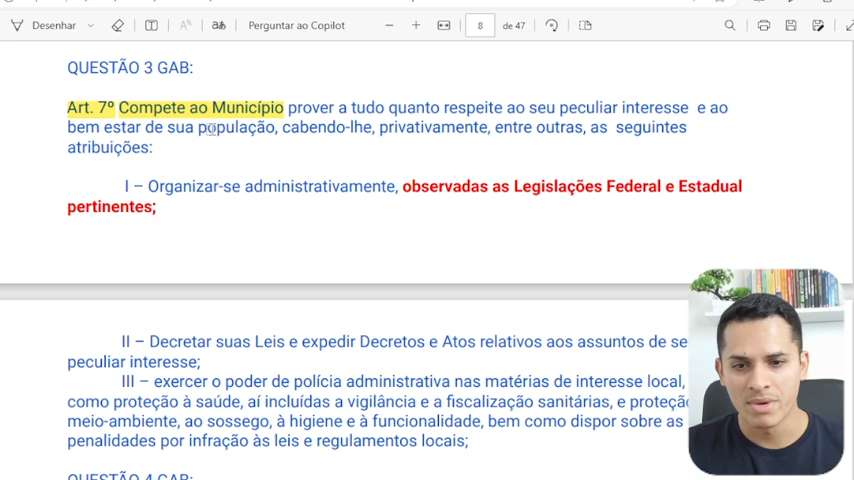 Desenhar
Perguntar ao Copilot
8
de 47
QUESTÃO 3 GAB:
Art. 7º Compete ao Município prover a tudo quanto respeite ao seu peculiar interesse e ao
bem estar de sua população, cabendo-lhe, privativamente, entre outras, as seguintes
atribuições:
I – Organizar-se administrativamente, observadas as Legislações Federal e Estadual
pertinentes;
II – Decretar suas Leis e expedir Decretos e Atos relativos aos assuntos de se
peculiar interesse;
III – exercer o poder de polícia administrativa nas matérias de interesse local,
como proteção à saúde, aí incluídas a vigilância e a fiscalização sanitárias, e proteçã
meio-ambiente, ao sossego, à higiene e à funcionalidade, bem como dispor sobre as
penalidades por infração às leis e regulamentos locais;
QUESTÃO 4 GAB: